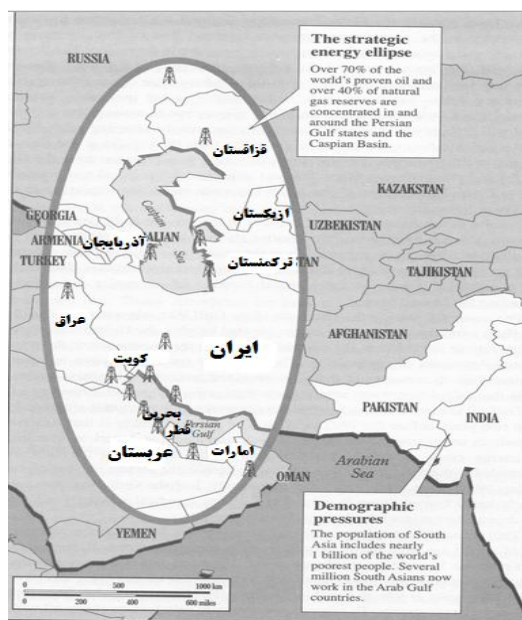 RUSSIA
The strategic
energy ellipse
Over 70% of the
world's proven oil and
over 40% of natural
gas reserves are
concentrated in and
around the Persian
Gulf states and the
Caspian Basin.
قزاقستان
KAZAKSTAN
GEORGIA
ازبکستان
UZBEKISTAN
ARMENIA
آذربایجان
AIJAN
Caspian
Sea
TURKEY
ترکمنستان
TAN
TAJIKISTAN
عراق
ایران
AFGHANISTAN
کویت
PAKISTAN
INDIA
بحرین
قطر
Persian
Gulf
عربستان
امارات
OMAN
Arabian
Sea
YEMEN
Demographic
pressures
The population of South
Asia includes nearly
1 billion of the world's
poorest people. Several
million South Asians now
work in the Arab Gulf
countries.
0 500 1000 km
0 200 400 600 miles